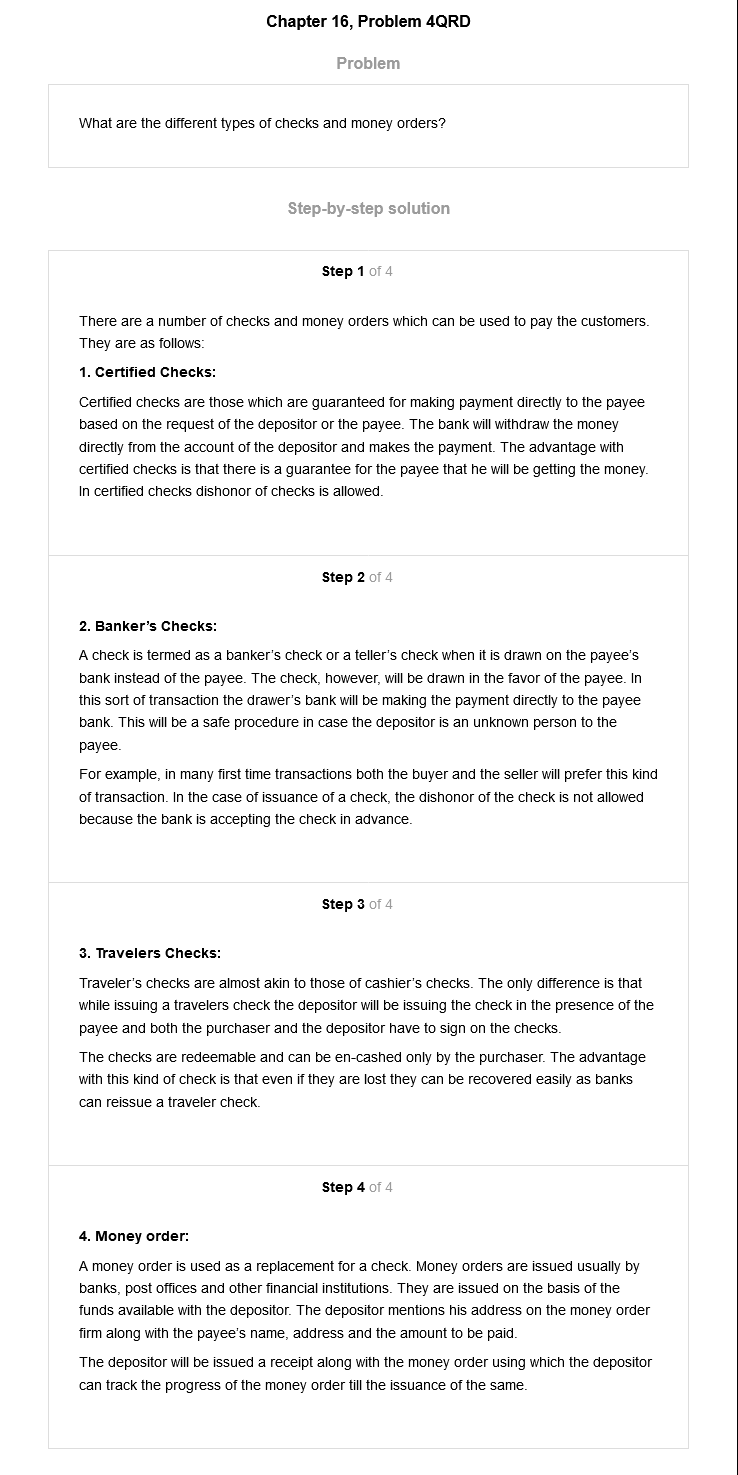 Chapter 16, Problem 4QRD
Problem
What are the different types of checks and money orders?
Step-by-step solution
Step 1 of 4
There are a number of checks and money orders which can be used to pay the customers.
They are as follows:
1. Certified Checks:
Certified checks are those which are guaranteed for making payment directly to the payee
based on the request of the depositor or the payee. The bank will withdraw the money
directly from the account of the depositor and makes the payment. The advantage with
certified checks is that there is a guarantee for the payee that he will be getting the money.
In certified checks dishonor of checks is allowed.
Step 2 of 4
2. Banker’s Checks:
A check is termed as a banker’s check or a teller’s check when it is drawn on the payee’s
bank instead of the payee. The check, however, will be drawn in the favor of the payee. In
this sort of transaction the drawer’s bank will be making the payment directly to the payee
bank. This will be a safe procedure in case the depositor is an unknown person to the
payee.
For example, in many first time transactions both the buyer and the seller will prefer this kind
of transaction. In the case of issuance of a check, the dishonor of the check is not allowed
because the bank is accepting the check in advance.
Step 3 of 4
3. Travelers Checks:
Traveler’s checks are almost akin to those of cashier’s checks. The only difference is that
while issuing a travelers check the depositor will be issuing the check in the presence of the
payee and both the purchaser and the depositor have to sign on the checks.
The checks are redeemable and can be en-cashed only by the purchaser. The advantage
with this kind of check is that even if they are lost they can be recovered easily as banks
can reissue a traveler check.
Step 4 of 4
4. Money order:
A money order is used as a replacement for a check. Money orders are issued usually by
banks, post offices and other financial institutions. They are issued on the basis of the
funds available with the depositor. The depositor mentions his address on the money order
firm along with the payee’s name, address and the amount to be paid.
The depositor will be issued a receipt along with the money order using which the depositor
can track the progress of the money order till the issuance of the same.